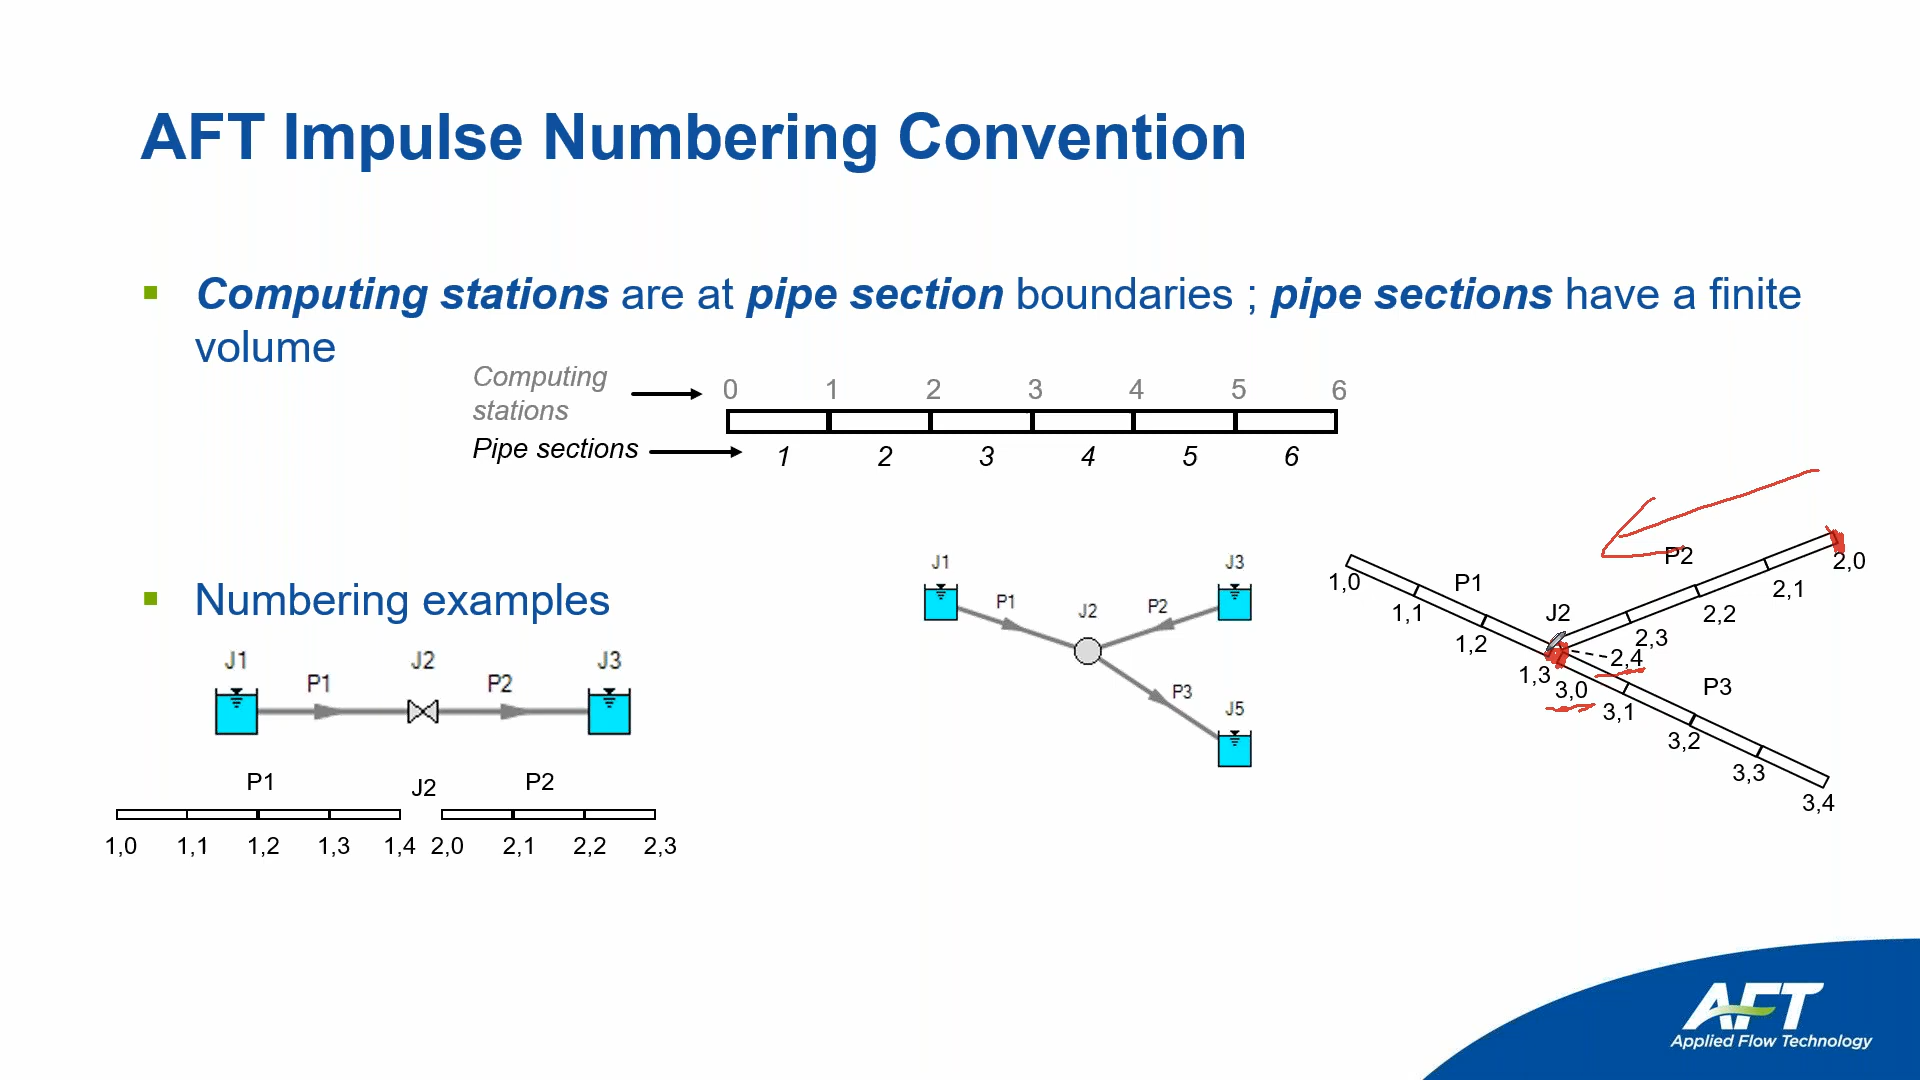 AFT Impulse Numbering Convention
Computing stations are at pipe section boundaries ; pipe sections have a finite
volume
Computing
stations
0 1 2 3 4 5 6
Pipe sections
1 2 3 4 5 6
Numbering examples
J1 P1 J2 P2 J3
P1 J2 P2
1,0 1,1 1,2 1,3 1,4 2,0 2,1 2,2 2,3
J1 J3
P1 J2 P2
P3
J5
P2
2,0
1,0 P1 2,1
1,1 J2 2,2
1,2 2,3
2,4
1,3 3,0 P3
3,1
3,2
3,3
3,4
AFT
Applied Flow Technology